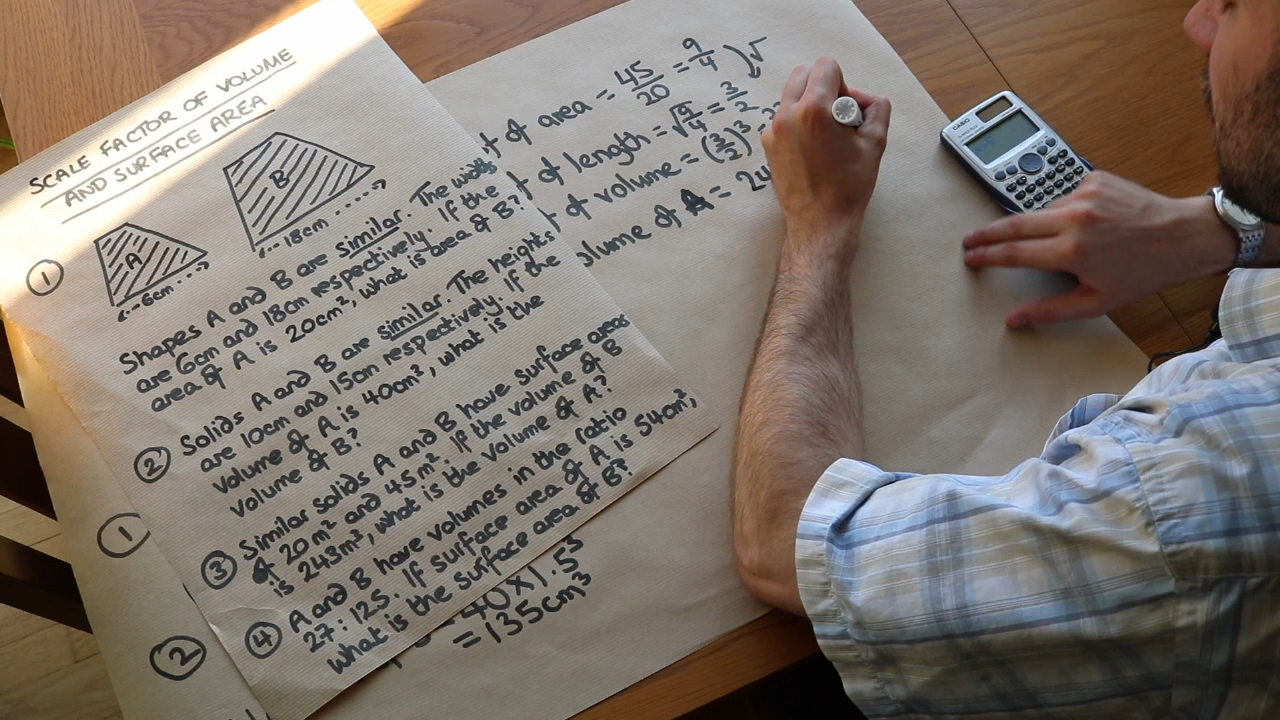 SCALE FACTOR OF VOLUME
AND SURFACE AREA
①
A
6cm
B
18cm
Shapes A and B are similar. The widths
are 6cm and 18cm respectively. If the
area of A is 20cm², what is area of B?
② Solids A and B are similar. The heights
are 10cm and 15cm respectively. If the
volume of A is 40cm³, what is the
volume of B?
③ Similar solids A and B have surface areas
of 20m² and 45m². If the volume of B
is 243m³, what is the volume of A?
④ A and B have volumes in the ratio
27:125. If surface area of A is 54cm²,
what is the surface area of B?
of area = 45/20 = 9/4 √
of length = √9/4 = 3/2
of volume = (3/2)³
volume of A = 24
①
②
40 × 1.5³
= 135cm³
CASIO